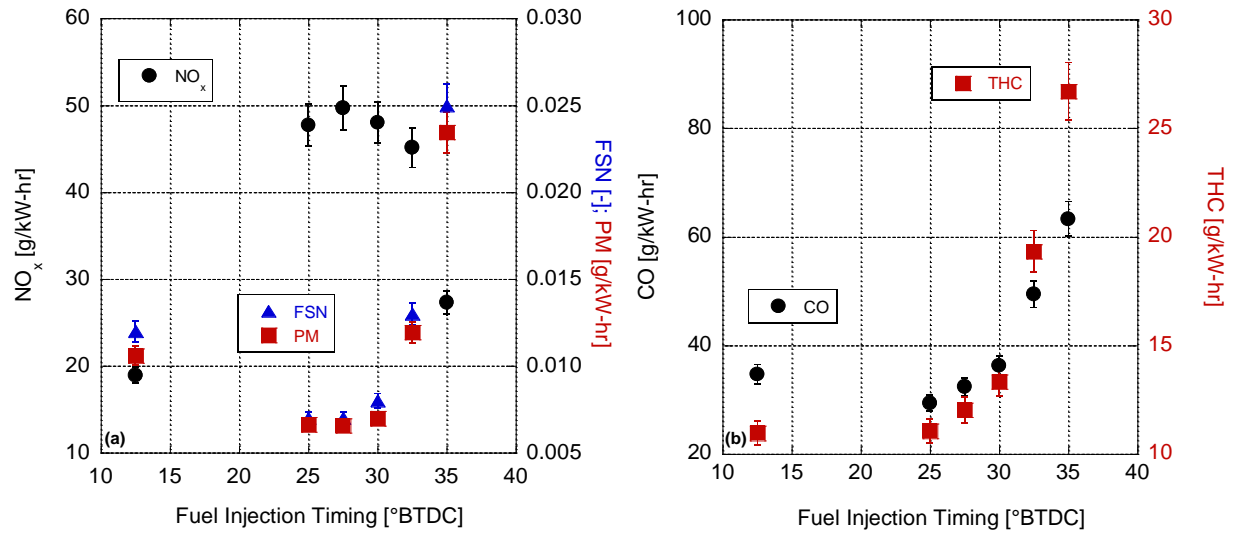 60
50
40
30
20
10
NOx [g/kW-hr]
NOx
FSN
PM
(a)
0.030
0.025
0.020
0.015
0.010
0.005
FSN [-]; PM [g/kW-hr]
10 15 20 25 30 35 40
Fuel Injection Timing [°BTDC]
100
80
60
40
20
CO [g/kW-hr]
THC
CO
(b)
30
25
20
15
10
THC [g/kW-hr]
10 15 20 25 30 35 40
Fuel Injection Timing [°BTDC]